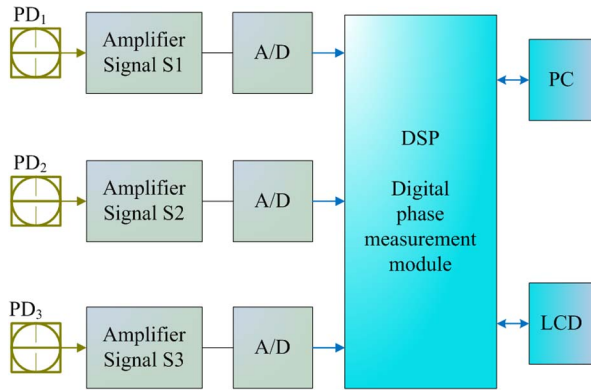 PD₁
Amplifier
Signal S1
A/D
PD₂
Amplifier
Signal S2
A/D
PD₃
Amplifier
Signal S3
A/D
DSP
Digital
phase
measurement
module
PC
LCD